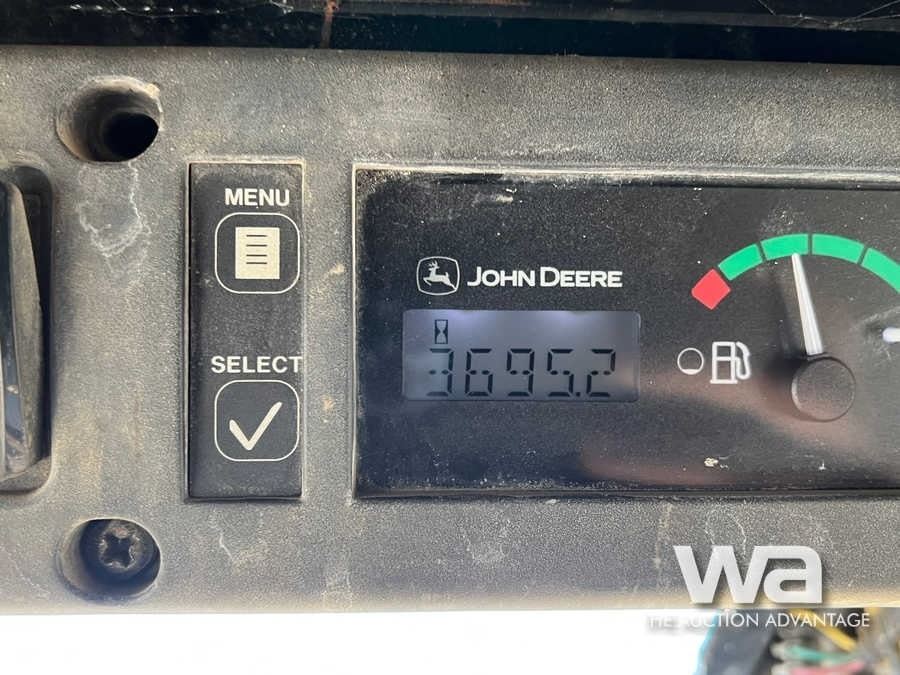 MENU
JOHN DEERE
3695.2
SELECT
wa
THE AUCTION ADVANTAGE